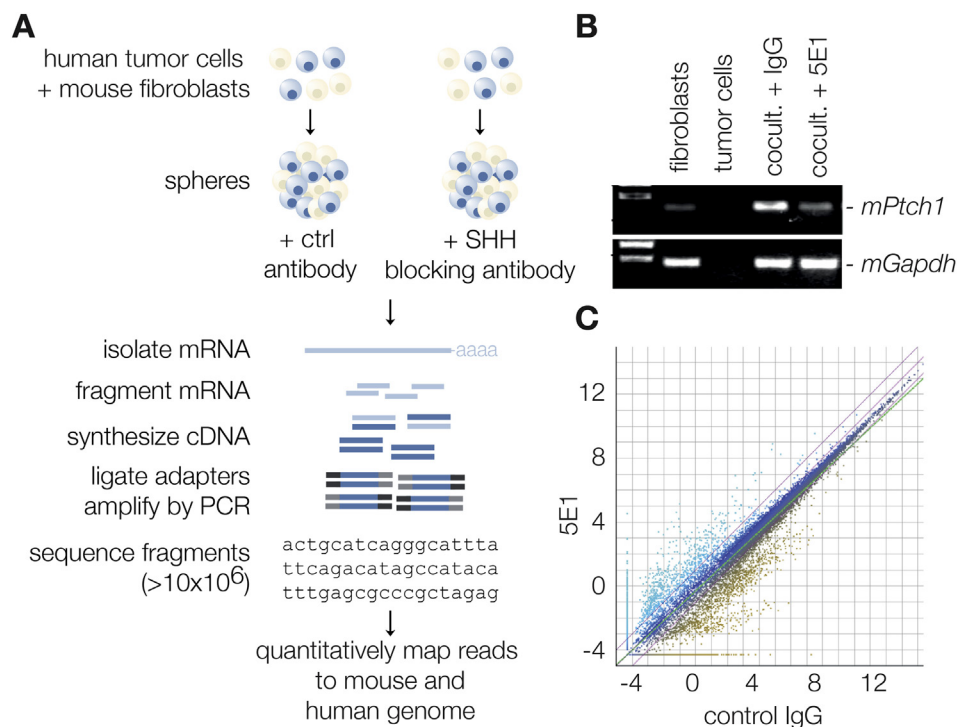 A
human tumor cells
+ mouse fibroblasts
spheres
+ ctrl
antibody
+ SHH
blocking antibody
isolate mRNA
aaaa
fragment mRNA
synthesize cDNA
ligate adapters
amplify by PCR
sequence fragments
(>10x10⁶)
actgcatcagggcattta
ttcagacatagccataca
tttgagcgcccgctagag
quantitatively map reads
to mouse and
human genome
B
fibroblasts
tumor cells
cocult. + IgG
cocult. + 5E1
- mPtch1
- mGapdh
C
12
8
4
0
-4
5E1
-4 0 4 8 12
control IgG